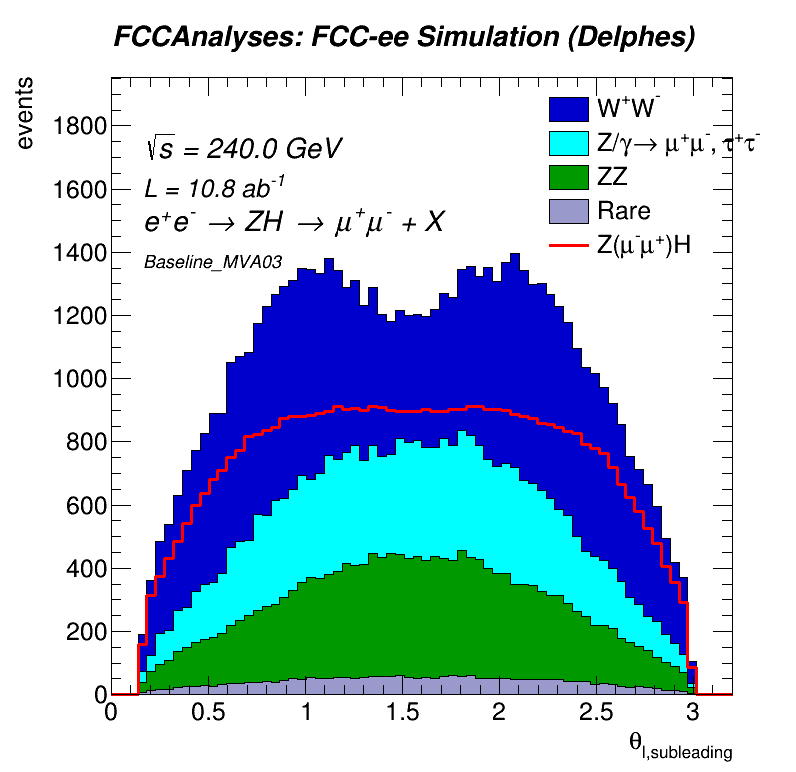 FCCAnalyses: FCC-ee Simulation (Delphes)
events
√s = 240.0 GeV
L = 10.8 ab⁻¹
e⁺e⁻ → ZH → μ⁺μ⁻ + X
Baseline_MVA03
W⁺W⁻
Z/γ→ μ⁺μ⁻, τ⁺τ⁻
ZZ
Rare
Z(μ⁻μ⁺)H
1800
1600
1400
1200
1000
800
600
400
200
0
0 0.5 1 1.5 2 2.5 3
θl,subleading